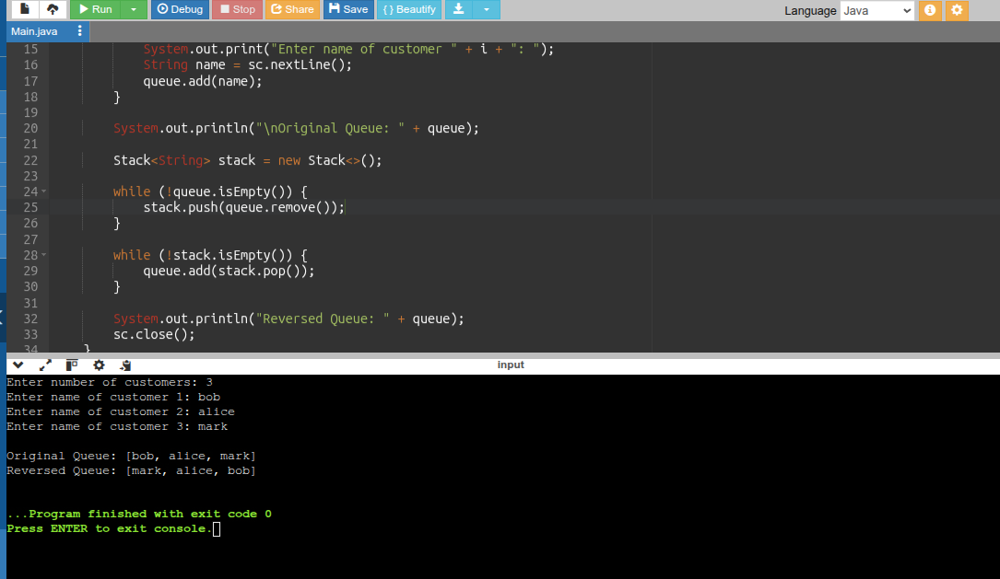 Run Debug Stop Share Save { } Beautify Language Java
Main.java
15 System.out.print("Enter name of customer " + i + ": ");
16 String name = sc.nextLine();
17 queue.add(name);
18 }
19
20 System.out.println("\nOriginal Queue: " + queue);
21
22 Stack<String> stack = new Stack<>();
23
24 while (!queue.isEmpty()) {
25 stack.push(queue.remove());
26 }
27
28 while (!stack.isEmpty()) {
29 queue.add(stack.pop());
30 }
31
32 System.out.println("Reversed Queue: " + queue);
33 sc.close();
34 }
input
Enter number of customers: 3
Enter name of customer 1: bob
Enter name of customer 2: alice
Enter name of customer 3: mark
Original Queue: [bob, alice, mark]
Reversed Queue: [mark, alice, bob]
...Program finished with exit code 0
Press ENTER to exit console.